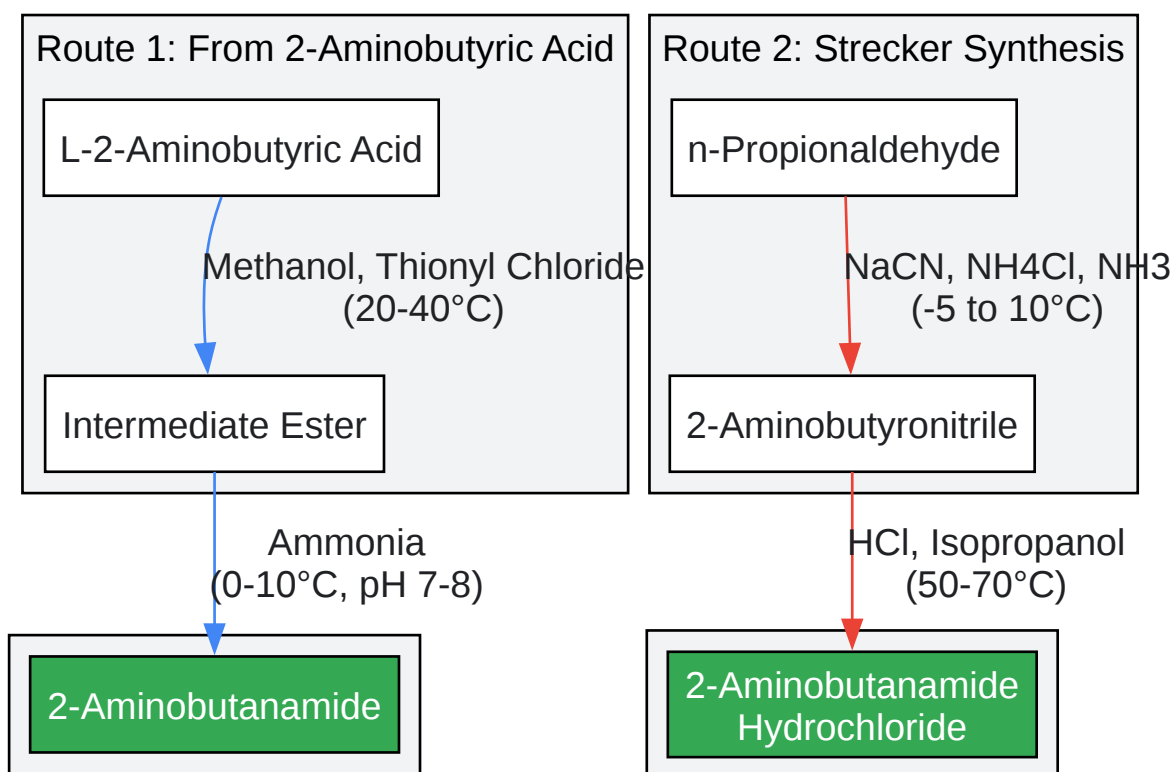 Route 1: From 2-Aminobutyric Acid
L-2-Aminobutyric Acid
Methanol, Thionyl Chloride
(20-40°C)
Intermediate Ester
Ammonia
(0-10°C, pH 7-8)
2-Aminobutanamide
Route 2: Strecker Synthesis
n-Propionaldehyde
NaCN, NH4Cl, NH3
(-5 to 10°C)
2-Aminobutyronitrile
HCl, Isopropanol
(50-70°C)
2-Aminobutanamide
Hydrochloride